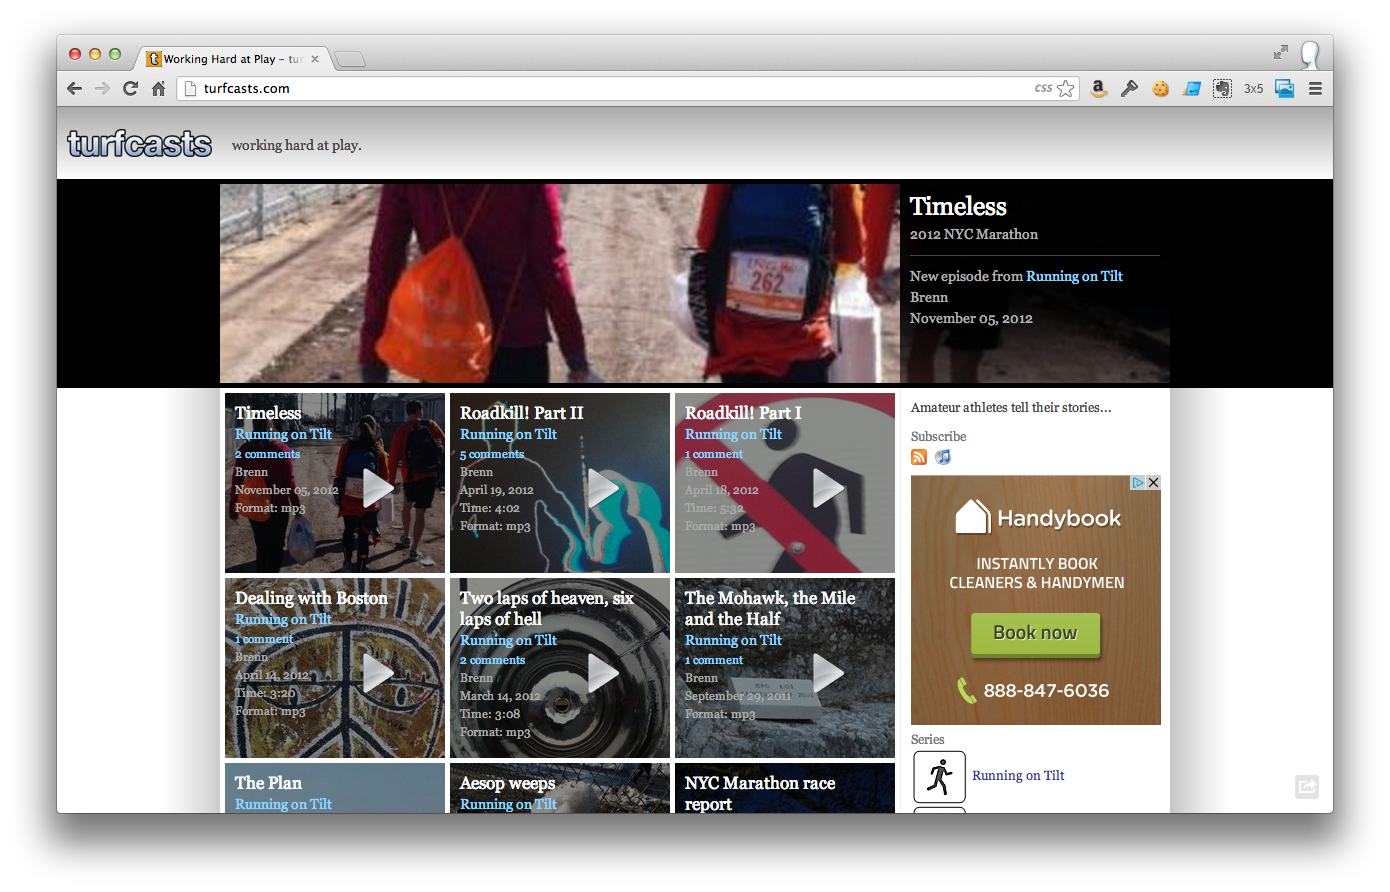 Working Hard at Play – tur
turfcasts.com
css
3x5
turfcasts
working hard at play.
ING
262
Timeless
2012 NYC Marathon
New episode from Running on Tilt
Brenn
November 05, 2012
Timeless
Running on Tilt
2 comments
Brenn
November 05, 2012
Format: mp3
Roadkill! Part II
Running on Tilt
5 comments
Brenn
April 19, 2012
Time: 4:02
Format: mp3
Roadkill! Part I
Running on Tilt
1 comment
Brenn
April 18, 2012
Time: 5:32
Format: mp3
Dealing with Boston
Running on Tilt
1 comment
Brenn
April 14, 2012
Time: 3:20
Format: mp3
Two laps of heaven, six
laps of hell
Running on Tilt
2 comments
Brenn
March 14, 2012
Time: 3:08
Format: mp3
The Mohawk, the Mile
and the Half
Running on Tilt
1 comment
Brenn
September 29, 2011
Format: mp3
The Plan
Running on Tilt
Aesop weeps
Running on Tilt
NYC Marathon race
report
Amateur athletes tell their stories...
Subscribe
Handybook
INSTANTLY BOOK
CLEANERS & HANDYMEN
Book now
888-847-6036
Series
Running on Tilt